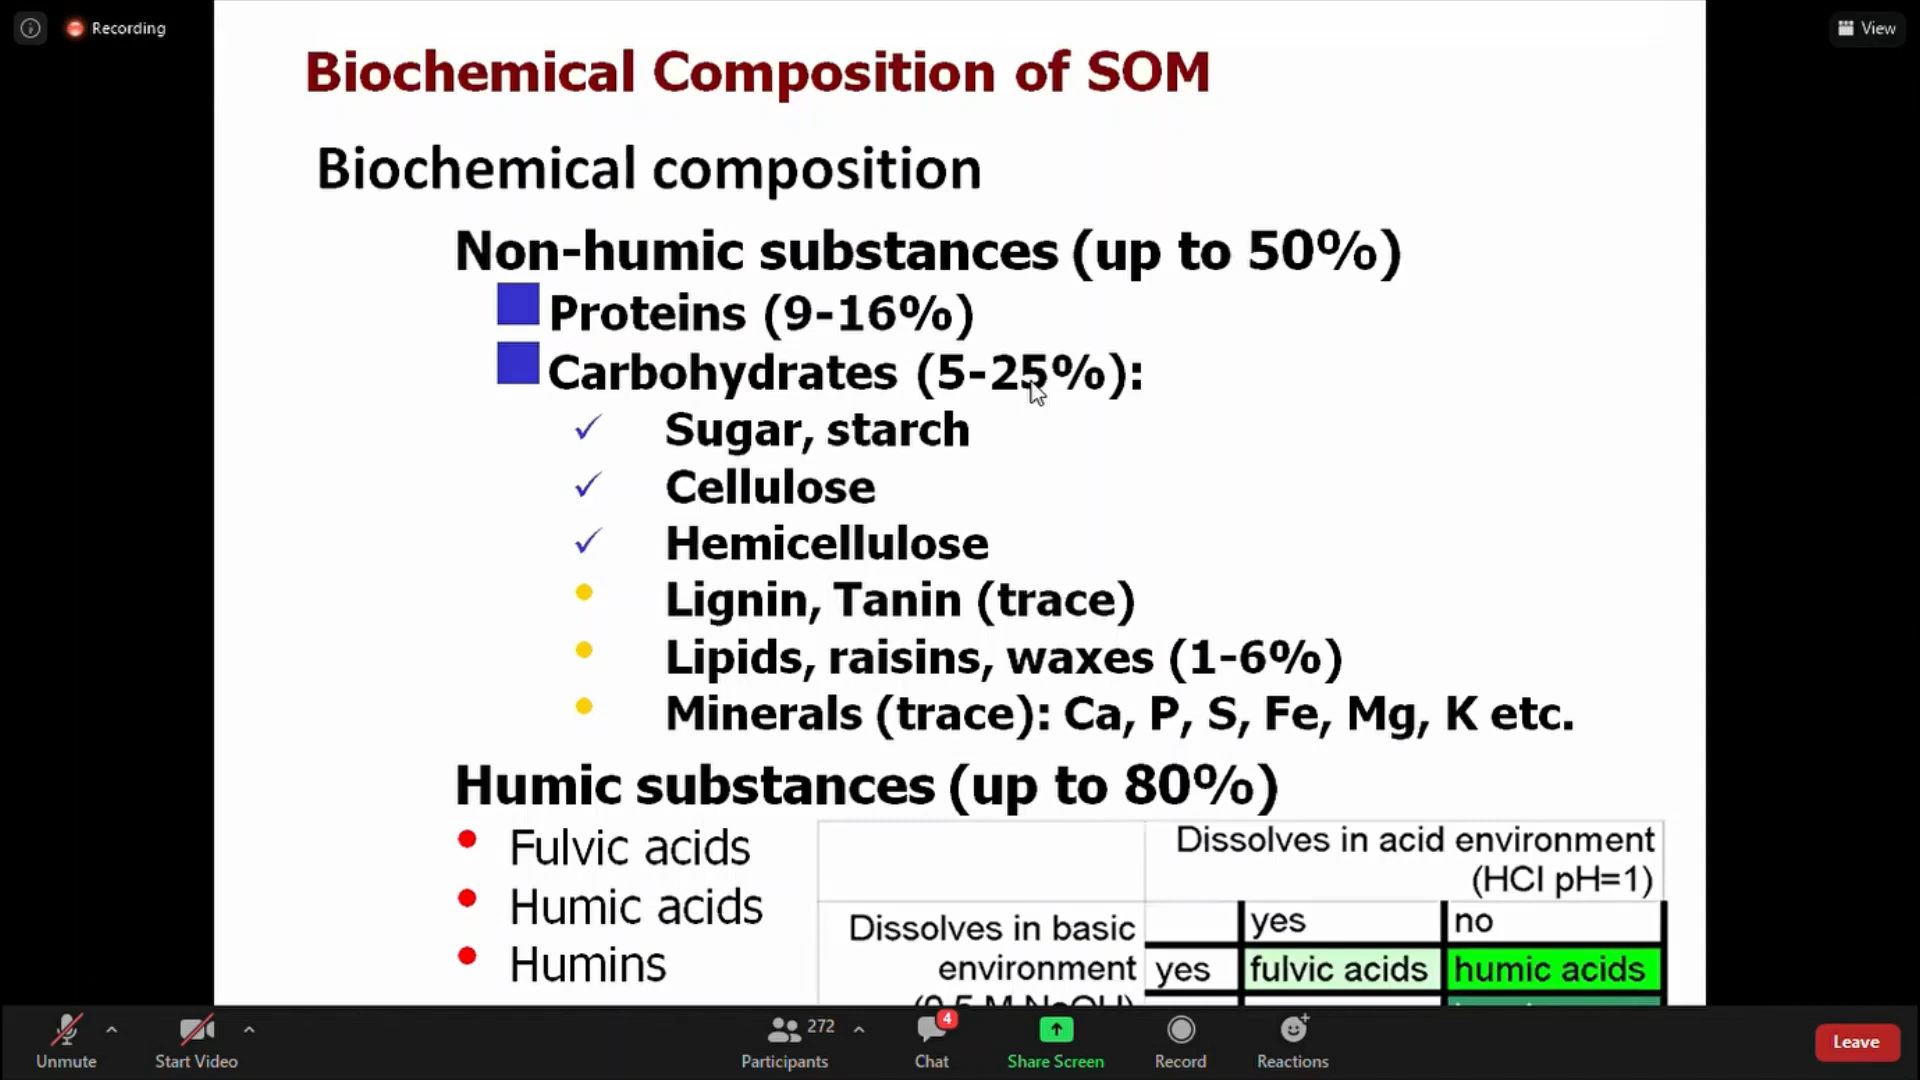 Recording
View
Biochemical Composition of SOM
Biochemical composition
Non-humic substances (up to 50%)
Proteins (9-16%)
Carbohydrates (5-25%):
Sugar, starch
Cellulose
Hemicellulose
Lignin, Tanin (trace)
Lipids, raisins, waxes (1-6%)
Minerals (trace): Ca, P, S, Fe, Mg, K etc.
Humic substances (up to 80%)
Fulvic acids
Humic acids
Humins
Dissolves in acid environment
(HCl pH=1)
yes no
Dissolves in basic
environment
(0.5 M NaOH)
yes fulvic acids humic acids
Unmute
Start Video
272
Participants
4
Chat
Share Screen
Record
Reactions
Leave